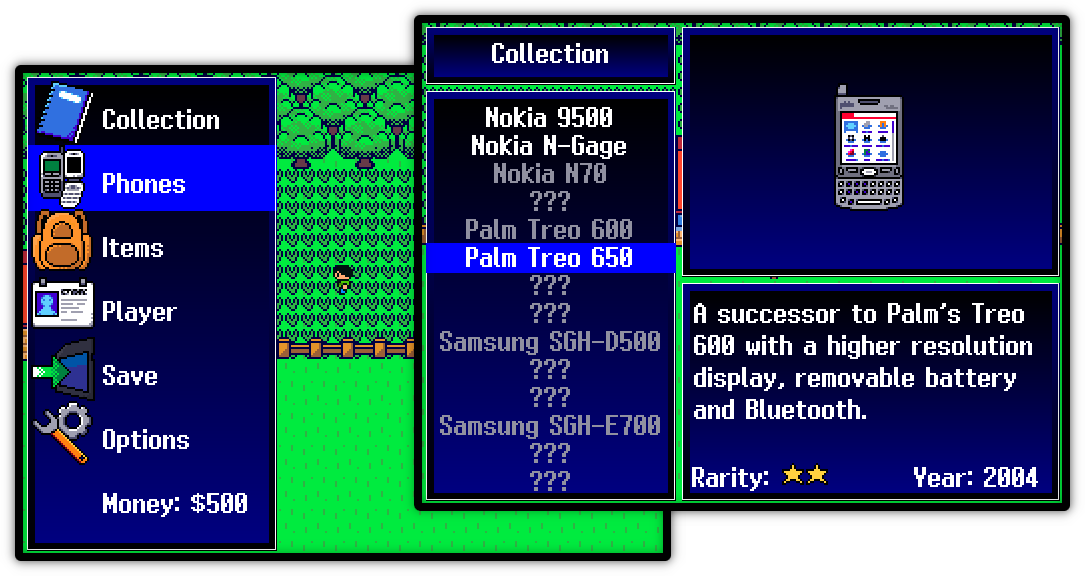 Collection
Phones
Items
Player
Save
Options
Money: $500
Collection
Nokia 9500
Nokia N-Gage
Nokia N70
???
Palm Treo 600
Palm Treo 650
???
???
Samsung SGH-D500
???
???
Samsung SGH-E700
???
???
A successor to Palm's Treo
600 with a higher resolution
display, removable battery
and Bluetooth.
Rarity:
Year: 2004